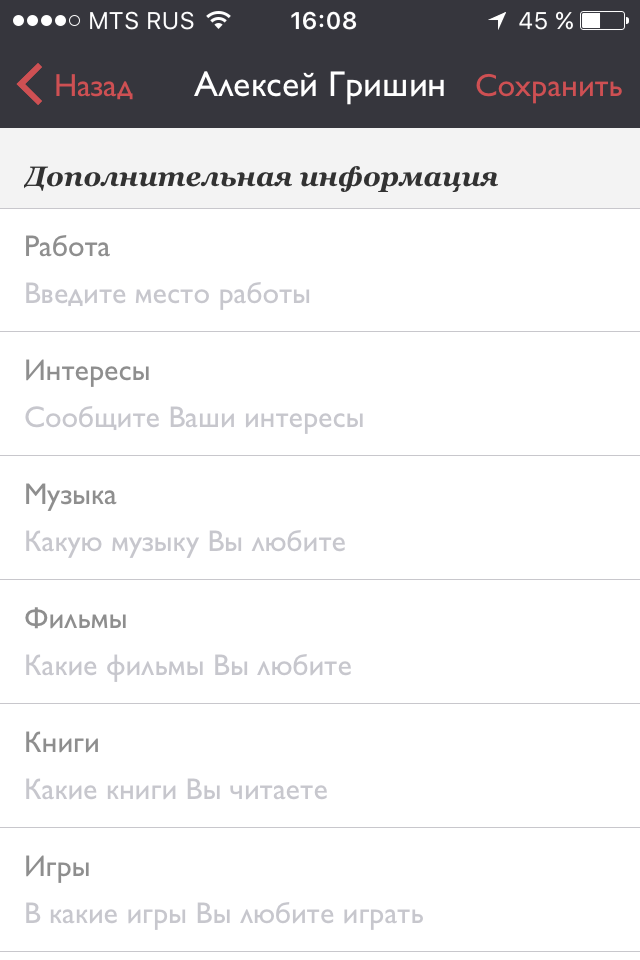 MTS RUS 16:08 45 %
Назад Алексей Гришин Сохранить
Дополнительная информация
Работа
Введите место работы
Интересы
Сообщите Ваши интересы
Музыка
Какую музыку Вы любите
Фильмы
Какие фильмы Вы любите
Книги
Какие книги Вы читаете
Игры
В какие игры Вы любите играть